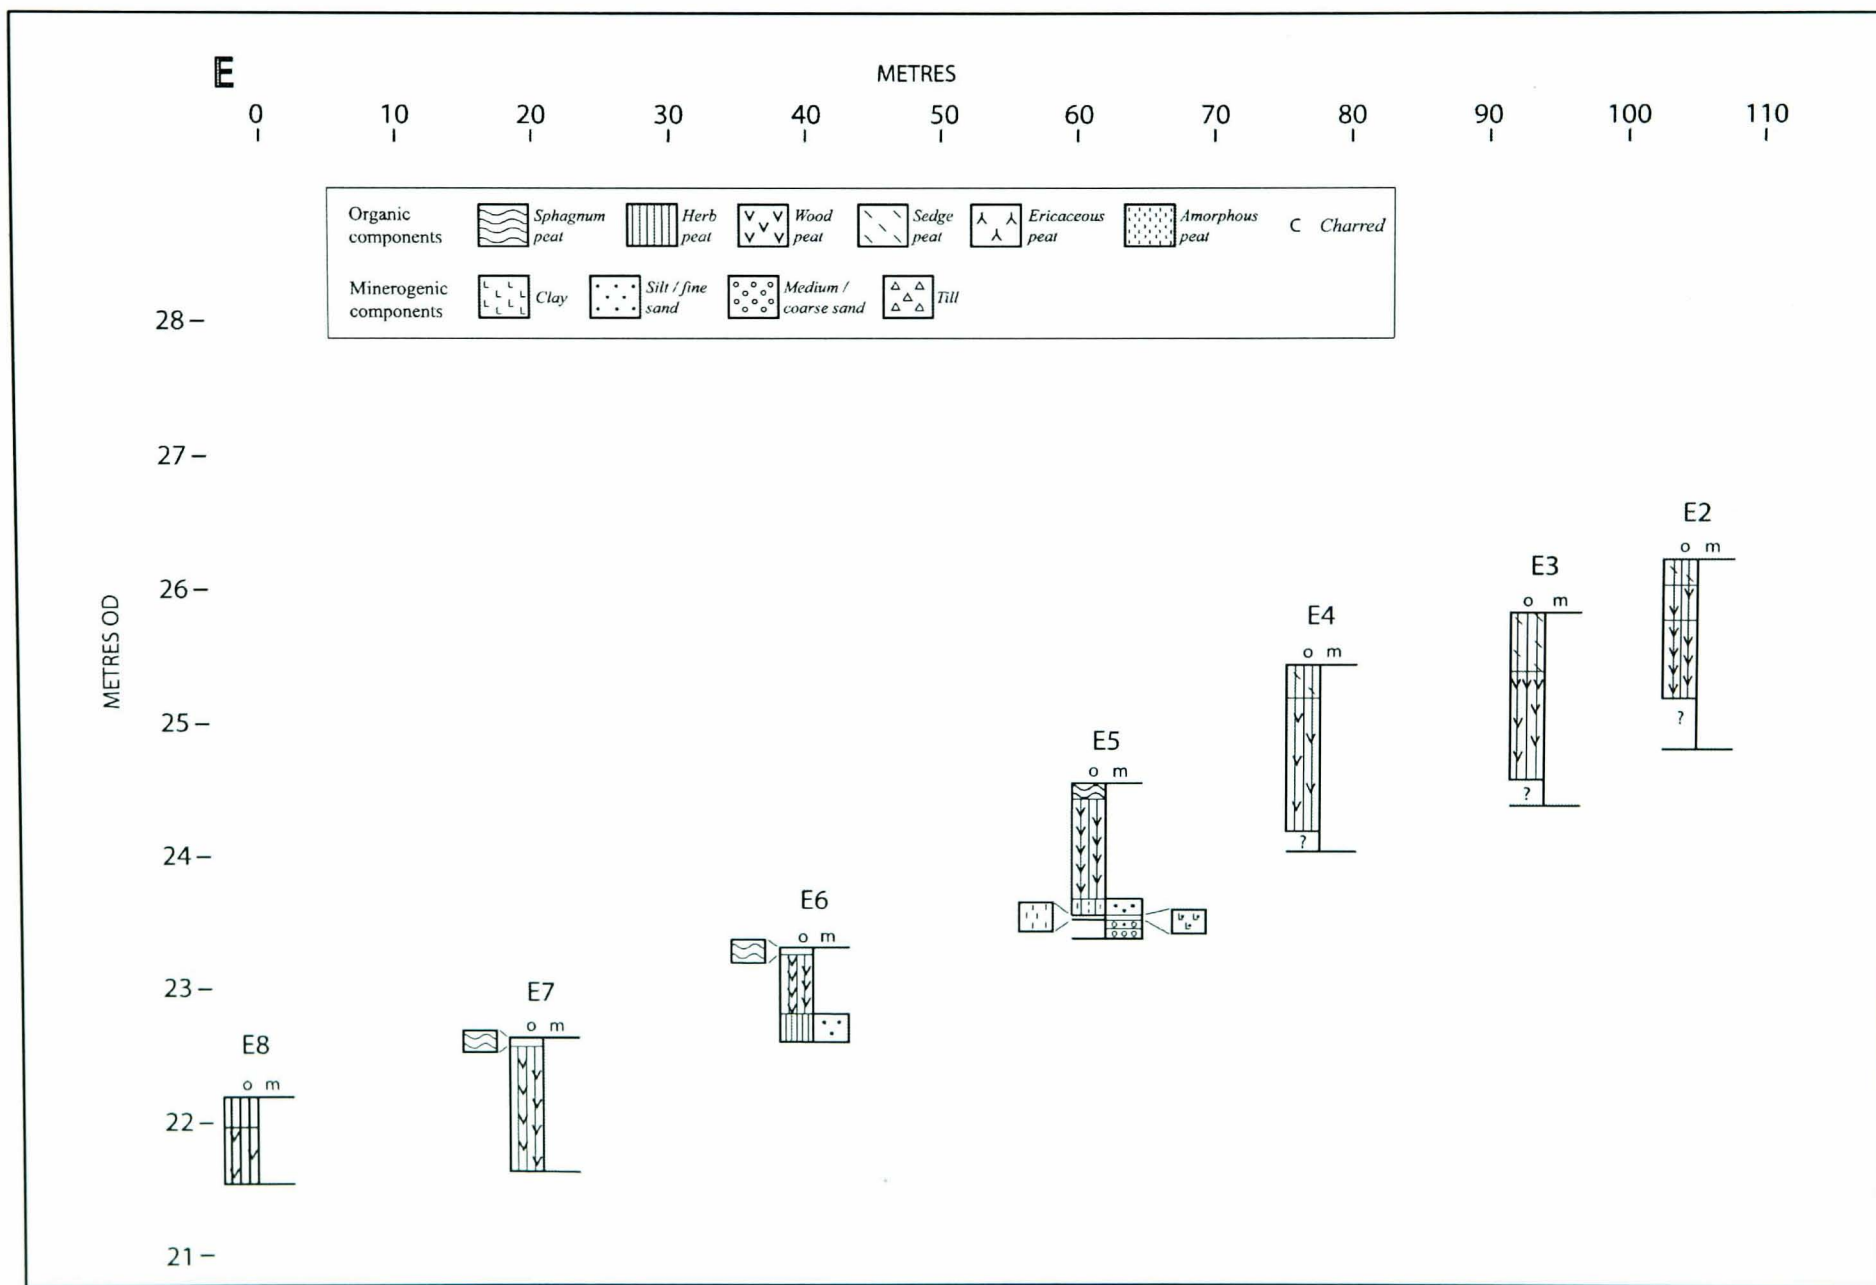 E
METRES
0 10 20 30 40 50 60 70 80 90 100 110
Organic components
Sphagnum peat
Herb peat
Wood peat
Sedge peat
Ericaceous peat
Amorphous peat
C Charred
Minerogenic components
Clay
Silt / fine sand
Medium / coarse sand
Till
METRES OD
28
27
26
25
24
23
22
21
E2
o m
?
E3
o m
?
E4
o m
?
E5
o m
E6
o m
E7
o m
E8
o m